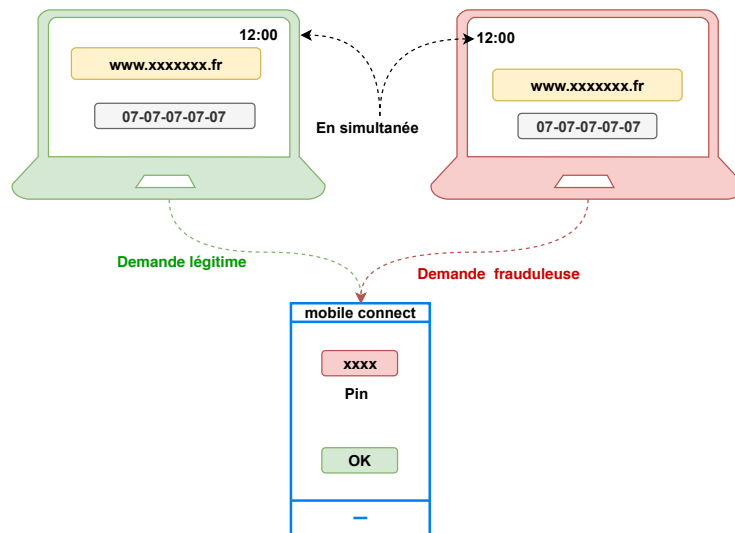 12:00
www.xxxxxxx.fr
07-07-07-07-07
12:00
www.xxxxxxx.fr
07-07-07-07-07
En simultanée
Demande légitime
Demande frauduleuse
mobile connect
xxxx
Pin
OK